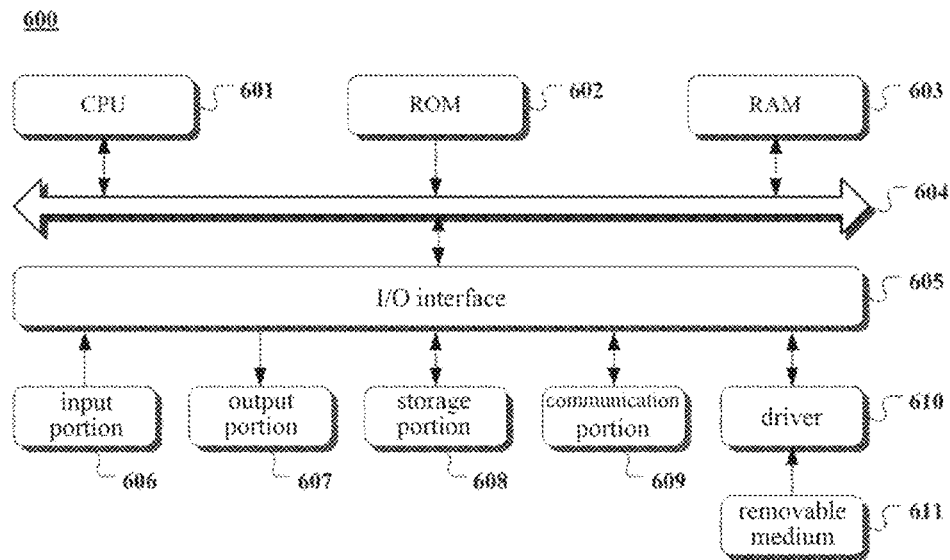 600
CPU 601
ROM 602
RAM 603
604
I/O interface 605
input portion
output portion
storage portion
communication portion
driver 610
606
607
608
609
removable medium 611